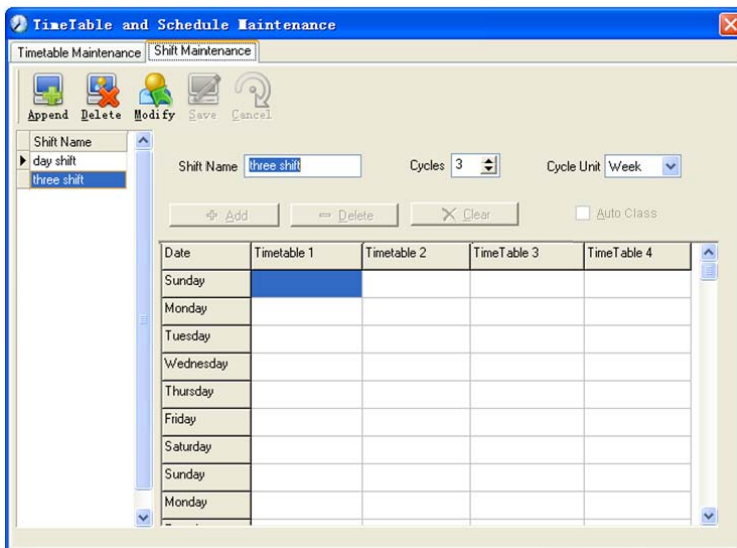 TimeTable and Schedule Maintenance
Timetable Maintenance Shift Maintenance
Append Delete Modify Save Cancel
Shift Name
day shift
three shift
Shift Name three shift Cycles 3 Cycle Unit Week
Add Delete Clear Auto Class
Date Timetable 1 Timetable 2 TimeTable 3 TimeTable 4
Sunday
Monday
Tuesday
Wednesday
Thursday
Friday
Saturday
Sunday
Monday